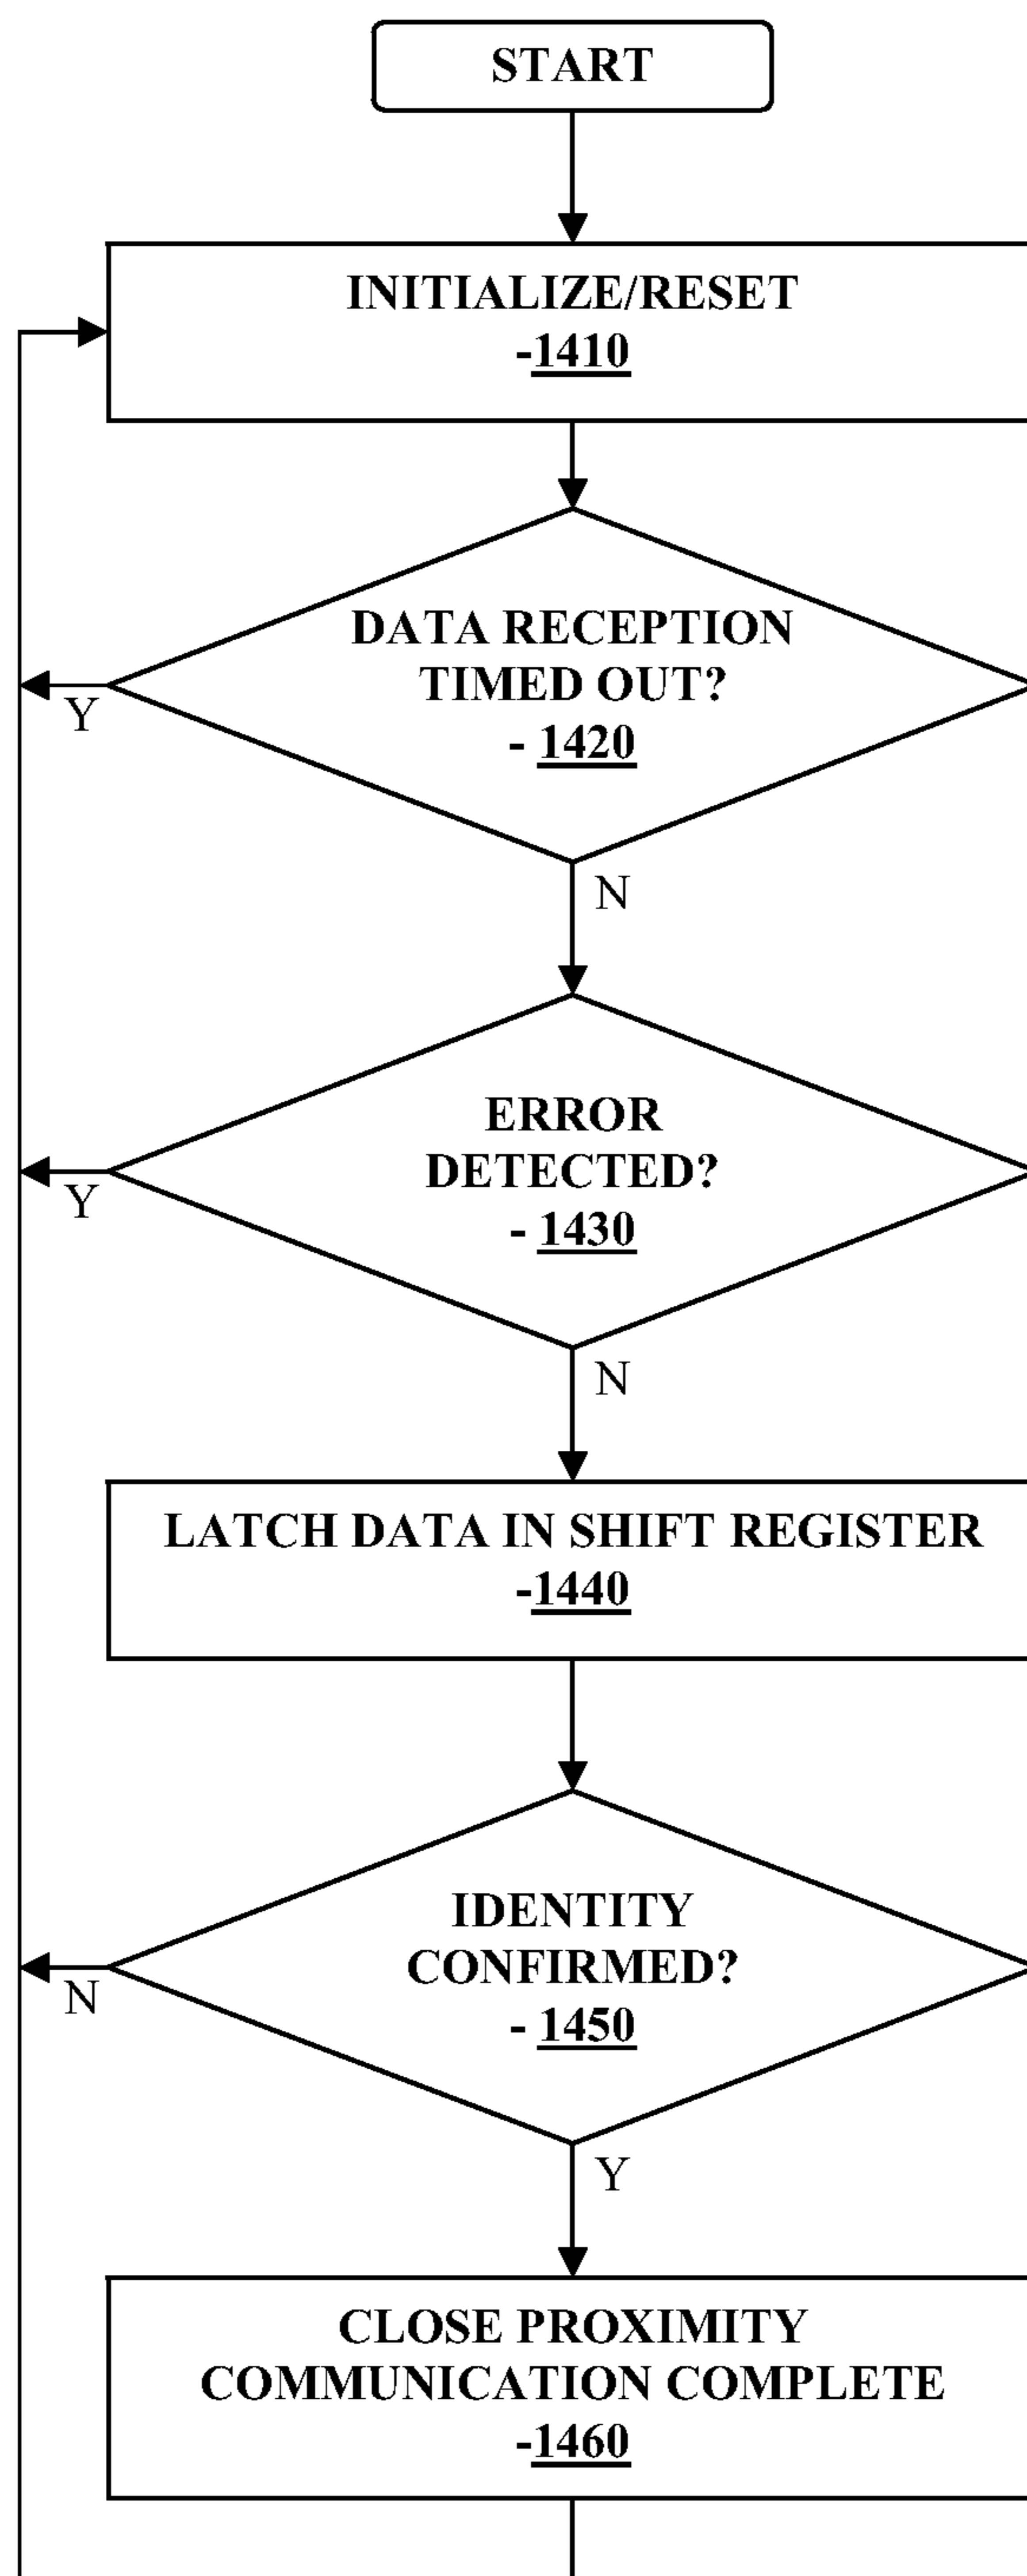 START
INITIALIZE/RESET
-1410
DATA RECEPTION
TIMED OUT?
- 1420
Y
N
ERROR
DETECTED?
- 1430
Y
N
LATCH DATA IN SHIFT REGISTER
-1440
IDENTITY
CONFIRMED?
- 1450
N
Y
CLOSE PROXIMITY
COMMUNICATION COMPLETE
-1460